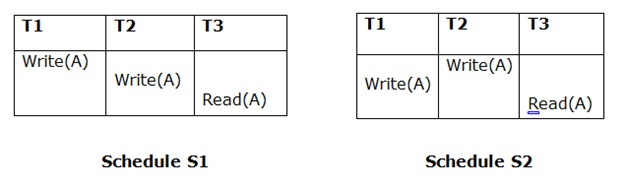 T1 T2 T3
Write(A)
Write(A)
Read(A)
Schedule S1
T1 T2 T3
Write(A)
Write(A)
Read(A)
Schedule S2